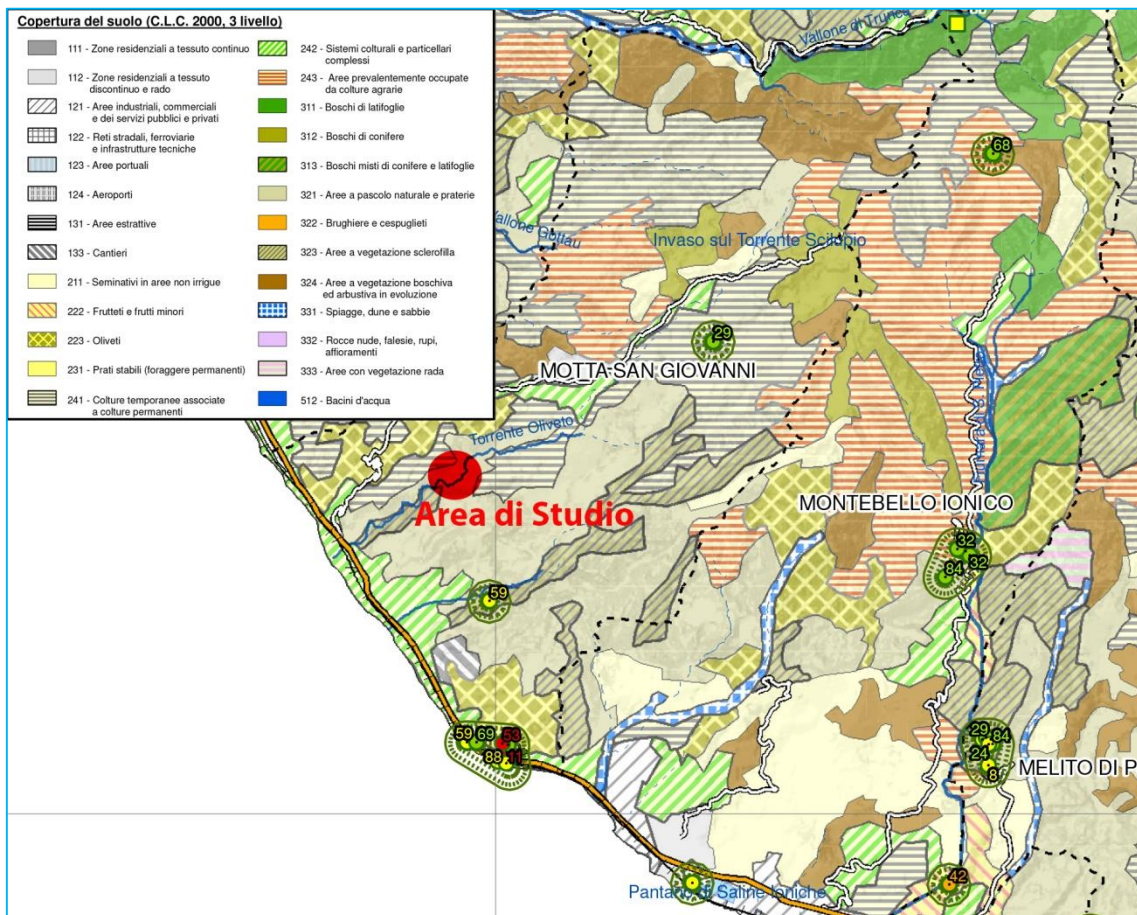 Copertura del suolo (C.L.C. 2000, 3 livello)
111 - Zone residenziali a tessuto continuo
112 - Zone residenziali a tessuto
discontinuo e rado
121 - Aree industriali, commerciali
e dei servizi pubblici e privati
122 - Reti stradali, ferroviarie
e infrastrutture tecniche
123 - Aree portuali
124 - Aeroporti
131 - Aree estrattive
133 - Cantieri
211 - Seminativi in aree non irrigue
222 - Frutteti e frutti minori
223 - Oliveti
231 - Prati stabili (foraggere permanenti)
241 - Colture temporanee associate
a colture permanenti
242 - Sistemi colturali e particellari
complessi
243 - Aree prevalentemente occupate
da colture agrarie
311 - Boschi di latifoglie
312 - Boschi di conifere
313 - Boschi misti di conifere e latifoglie
321 - Aree a pascolo naturale e praterie
322 - Brughiere e cespuglieti
323 - Aree a vegetazione sclerofilla
324 - Aree a vegetazione boschiva
ed arbustiva in evoluzione
331 - Spiagge, dune e sabbie
332 - Rocce nude, falesie, rupi,
affioramenti
333 - Aree con vegetazione rada
512 - Bacini d'acqua
Vallone di Trunca
68
Vallone Gottau
Invaso sul Torrente Scilupio
29
MOTTA SAN GIOVANNI
Torrente Oliveto
Area di Studio
MONTEBELLO IONICO
32
32
84
59
59 69 53
88 11
29 84
24
8
MELITO DI P
42
Pantano di Saline Ioniche